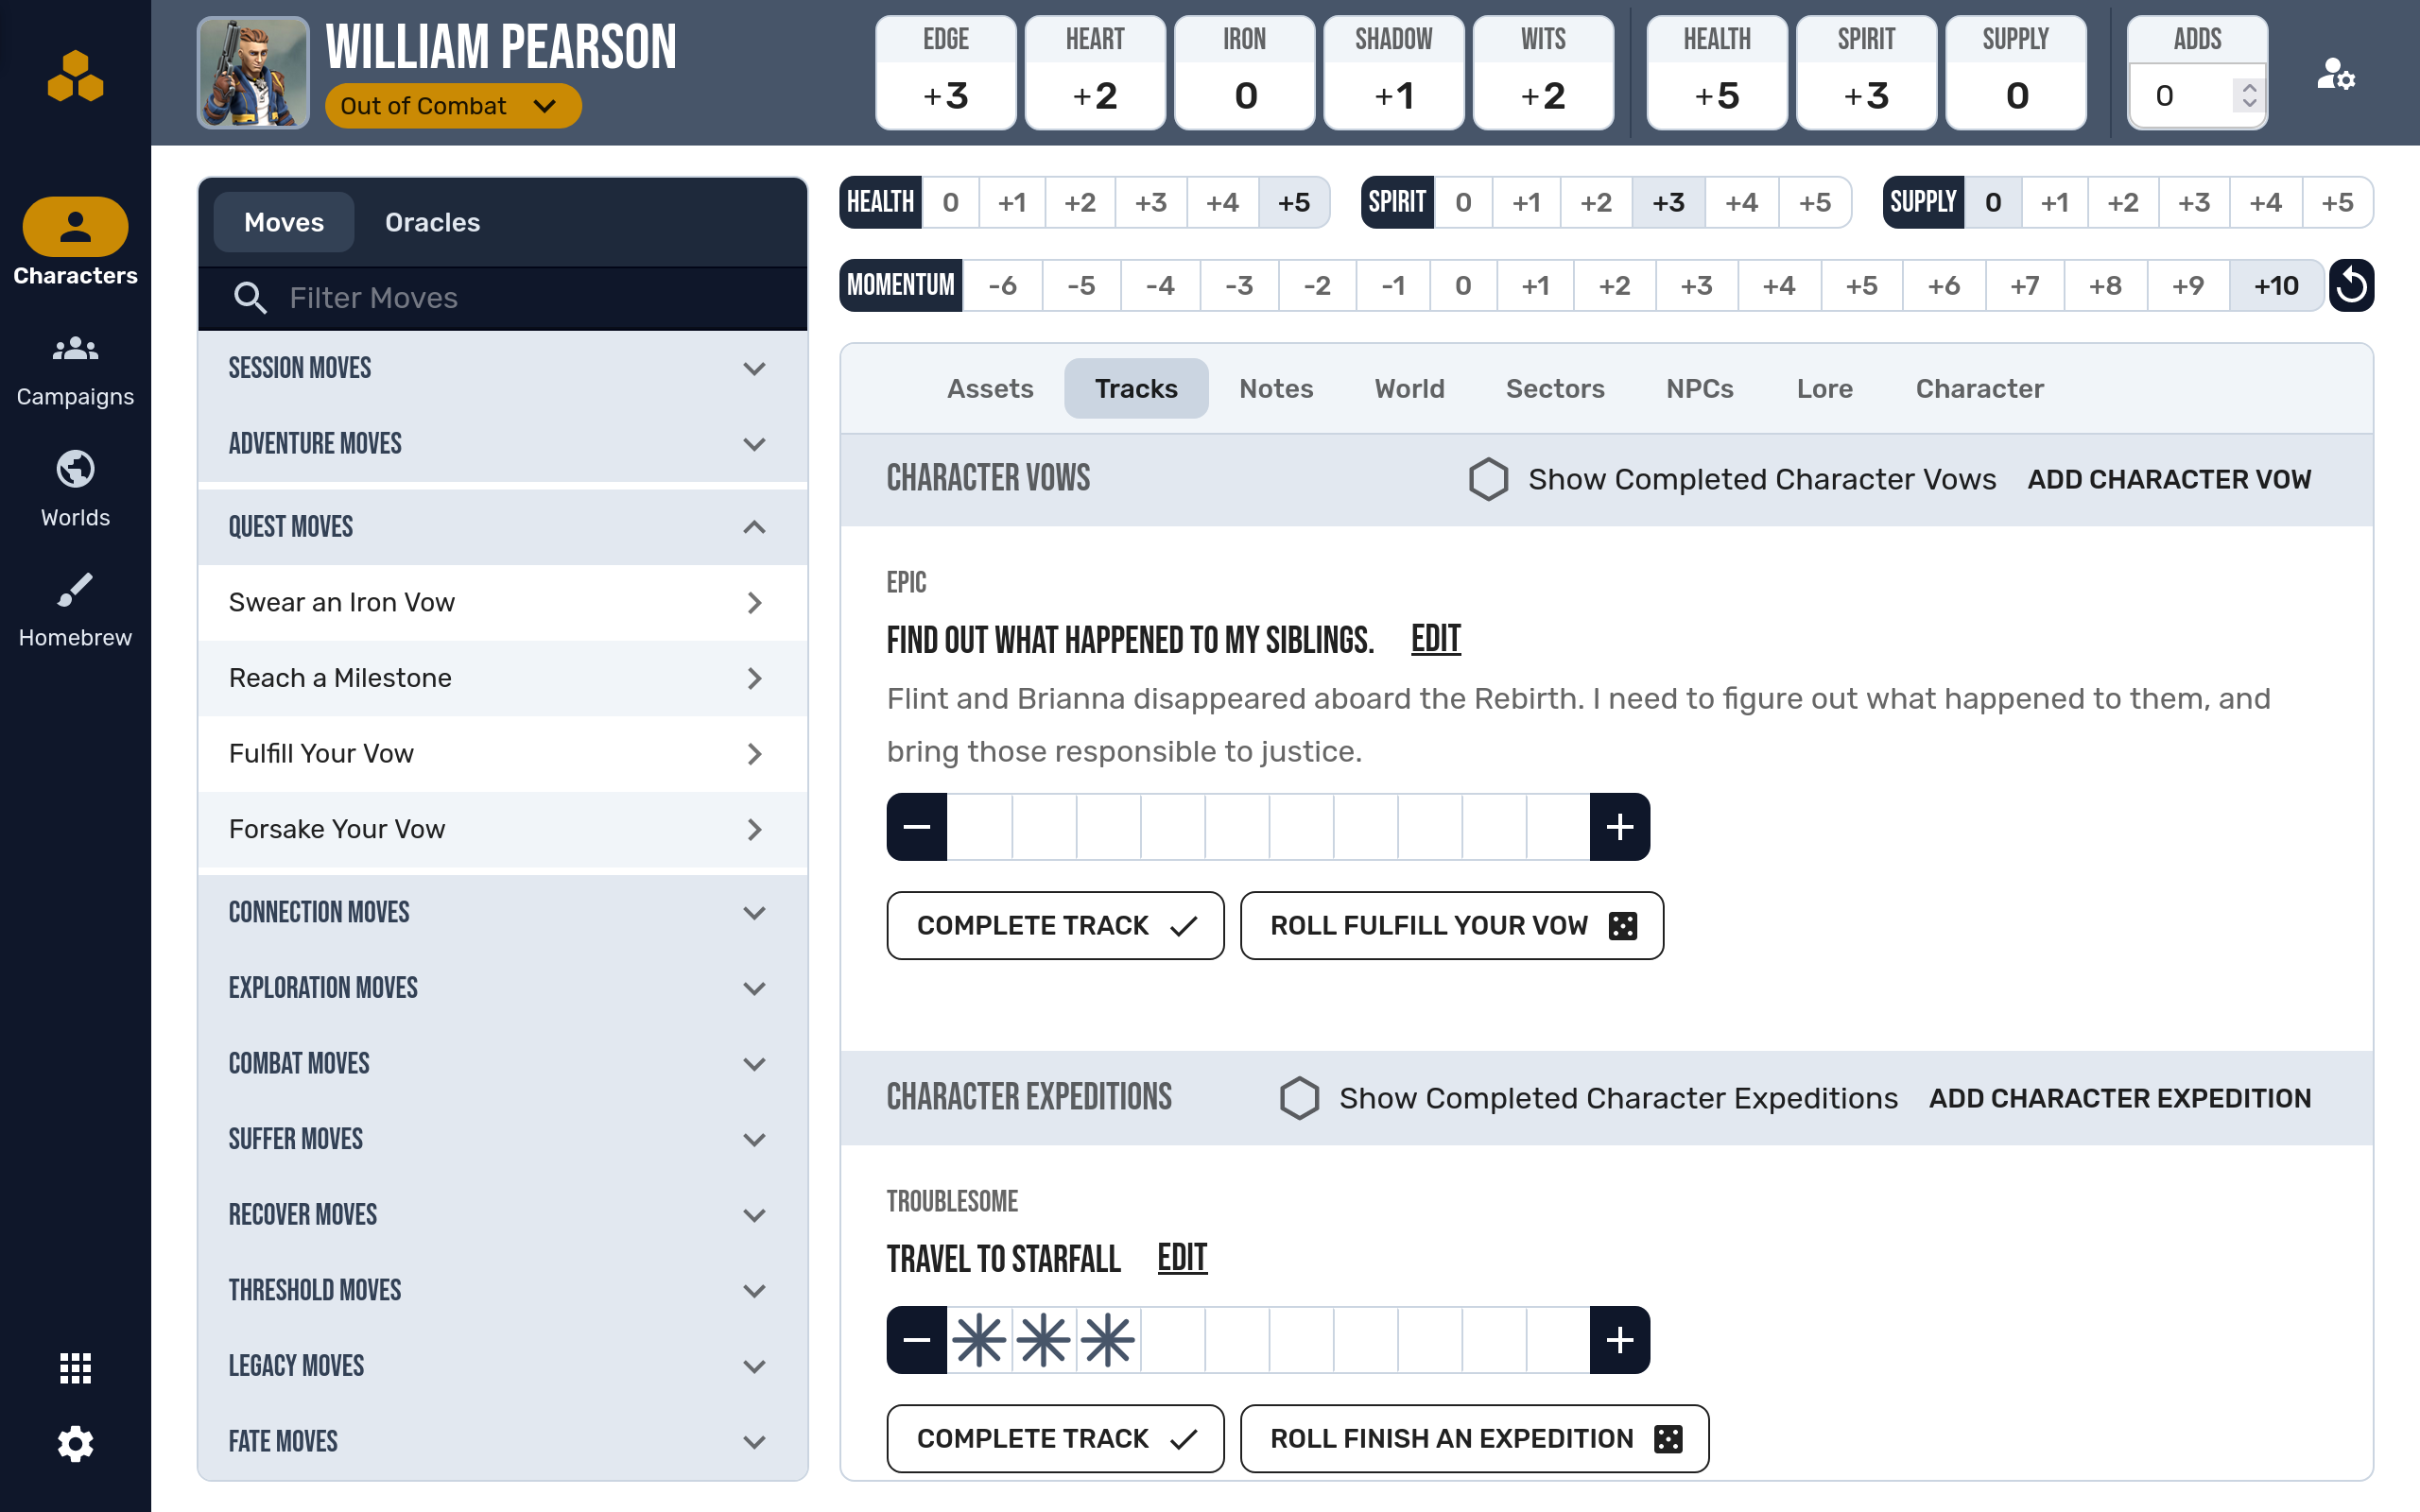 WILLIAM PEARSON
Out of Combat
EDGE
+3
HEART
+2
IRON
0
SHADOW
+1
WITS
+2
HEALTH
+5
SPIRIT
+3
SUPPLY
0
ADDS
0
Characters
Campaigns
Worlds
Homebrew
Moves Oracles
Filter Moves
SESSION MOVES
ADVENTURE MOVES
QUEST MOVES
Swear an Iron Vow
Reach a Milestone
Fulfill Your Vow
Forsake Your Vow
CONNECTION MOVES
EXPLORATION MOVES
COMBAT MOVES
SUFFER MOVES
RECOVER MOVES
THRESHOLD MOVES
LEGACY MOVES
FATE MOVES
HEALTH 0 +1 +2 +3 +4 +5
SPIRIT 0 +1 +2 +3 +4 +5
SUPPLY 0 +1 +2 +3 +4 +5
MOMENTUM -6 -5 -4 -3 -2 -1 0 +1 +2 +3 +4 +5 +6 +7 +8 +9 +10
Assets Tracks Notes World Sectors NPCs Lore Character
CHARACTER VOWS Show Completed Character Vows ADD CHARACTER VOW
EPIC
FIND OUT WHAT HAPPENED TO MY SIBLINGS. EDIT
Flint and Brianna disappeared aboard the Rebirth. I need to figure out what happened to them, and
bring those responsible to justice.
COMPLETE TRACK ROLL FULFILL YOUR VOW
CHARACTER EXPEDITIONS Show Completed Character Expeditions ADD CHARACTER EXPEDITION
TROUBLESOME
TRAVEL TO STARFALL EDIT
COMPLETE TRACK ROLL FINISH AN EXPEDITION